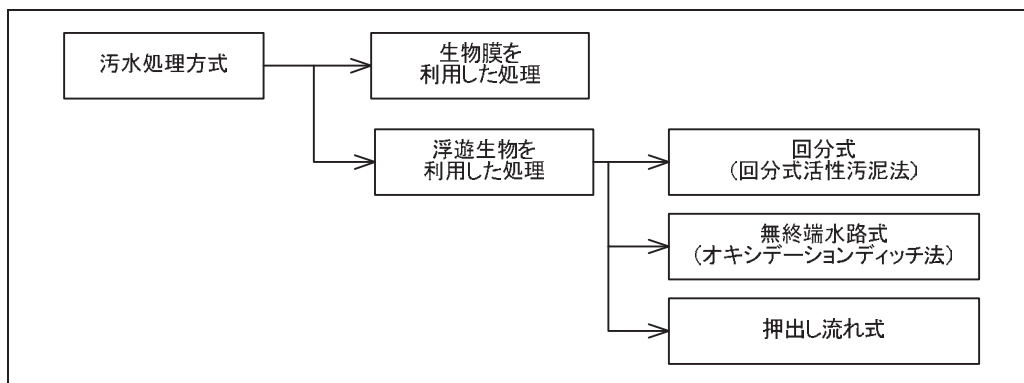 汚水処理方式
生物膜を
利用した処理
浮遊生物を
利用した処理
回分式
（回分式活性汚泥法）
無終端水路式
（オキシデーションディッチ法）
押出し流れ式